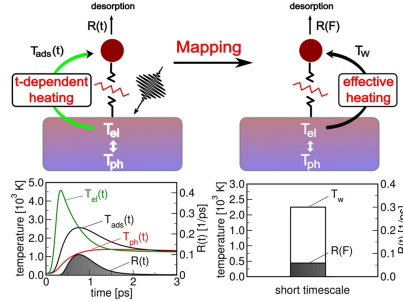 desorption
R(t)
T_ads(t)
t-dependent
heating
T_el
T_ph
Mapping
desorption
R(F)
T_w
effective
heating
T_el
T_ph
temperature [10³ K]
5.0
4.0
3.0
2.0
1.0
0.0
T_el(t)
T_ads(t)
T_ph(t)
R(t)
0.4
0.3
0.2
0.1
0
R(t) [1/ps]
0
1
2
3
time [ps]
temperature [10³ K]
3.0
2.5
2.0
1.5
1.0
0.5
0.0
T_w
R(F)
0.4
0.3
0.2
0.1
0.0
R(t) [1/ps]
short timescale